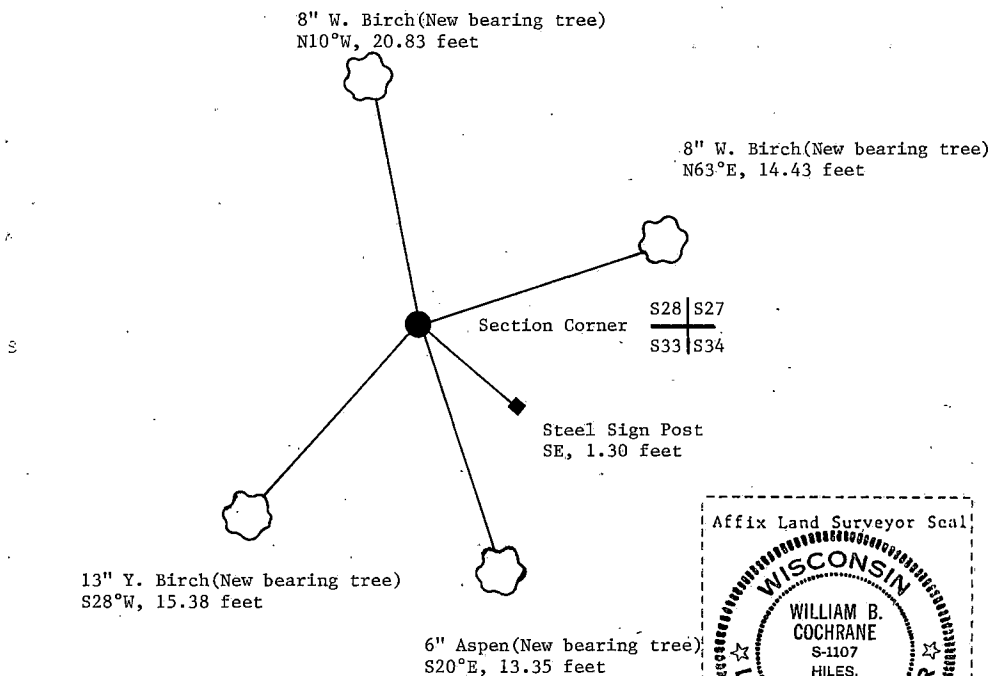 8" W. Birch(New bearing tree)
N10°W, 20.83 feet
8" W. Birch(New bearing tree)
N63°E, 14.43 feet
Section Corner
S28 S27
S33 S34
Steel Sign Post
SE, 1.30 feet
13" Y. Birch(New bearing tree)
S28°W, 15.38 feet
6" Aspen(New bearing tree)
S20°E, 13.35 feet
Affix Land Surveyor Seal
WISCONSIN
WILLIAM B.
COCHRANE
S-1107
HILES,